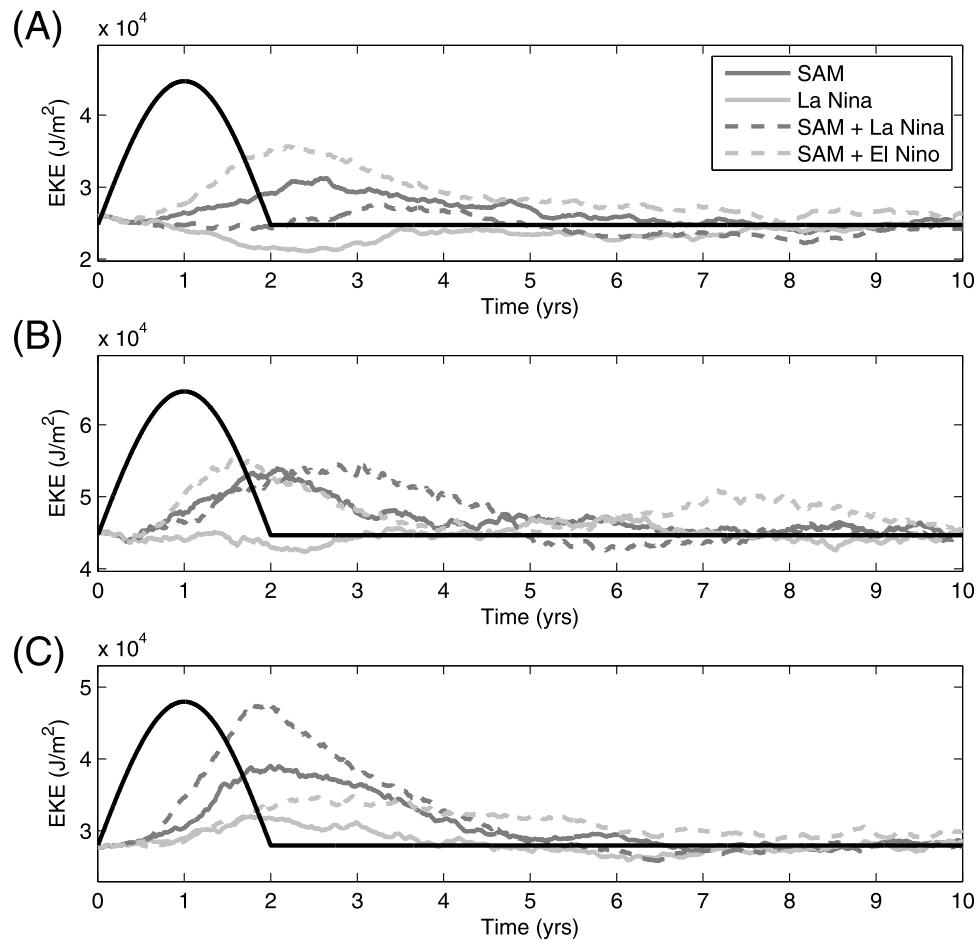 (A)
x 10^4
4
3
2
EKE (J/m^2)
SAM
La Nina
SAM + La Nina
SAM + El Nino
0 1 2 3 4 5 6 7 8 9 10
Time (yrs)
(B)
x 10^4
6
5
4
EKE (J/m^2)
0 1 2 3 4 5 6 7 8 9 10
Time (yrs)
(C)
x 10^4
5
4
3
EKE (J/m^2)
0 1 2 3 4 5 6 7 8 9 10
Time (yrs)